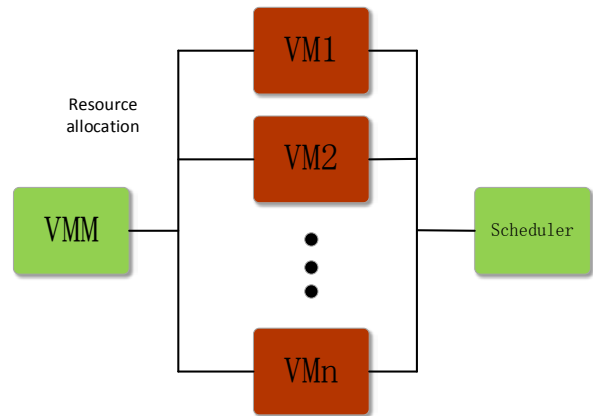 VM1
Resource
allocation
VM2
VMM
Scheduler
VMn